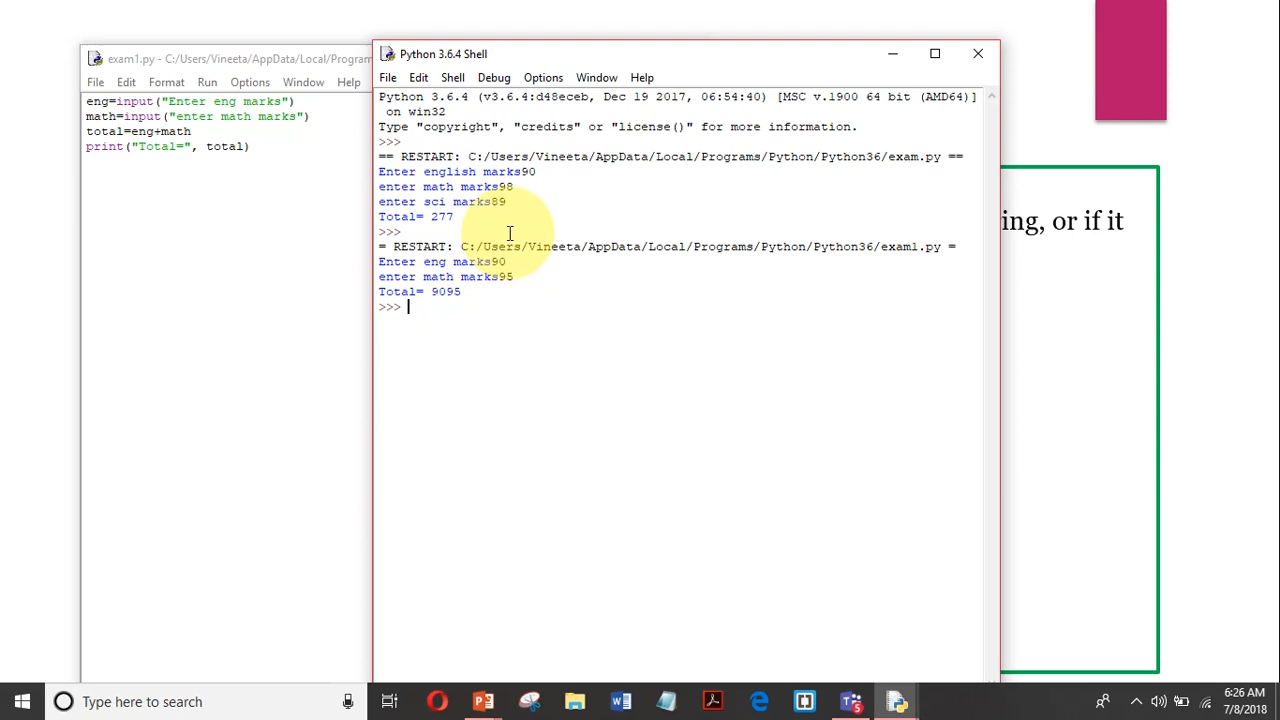 exam1.py - C:/Users/Vineeta/AppData/Local/Program
File Edit Format Run Options Window Help
eng=input("Enter eng marks")
math=input("enter math marks")
total=eng+math
print("Total=", total)
Python 3.6.4 Shell
File Edit Shell Debug Options Window Help
Python 3.6.4 (v3.6.4:d48eceb, Dec 19 2017, 06:54:40) [MSC v.1900 64 bit (AMD64)]
on win32
Type "copyright", "credits" or "license()" for more information.
>>>
== RESTART: C:/Users/Vineeta/AppData/Local/Programs/Python/Python36/exam.py ==
Enter english marks90
enter math marks98
enter sci marks89
Total= 277
>>>
= RESTART: C:/Users/Vineeta/AppData/Local/Programs/Python/Python36/exam1.py =
Enter eng marks90
enter math marks95
Total= 9095
>>>
ing, or if it
Type here to search
6:26 AM
7/8/2018